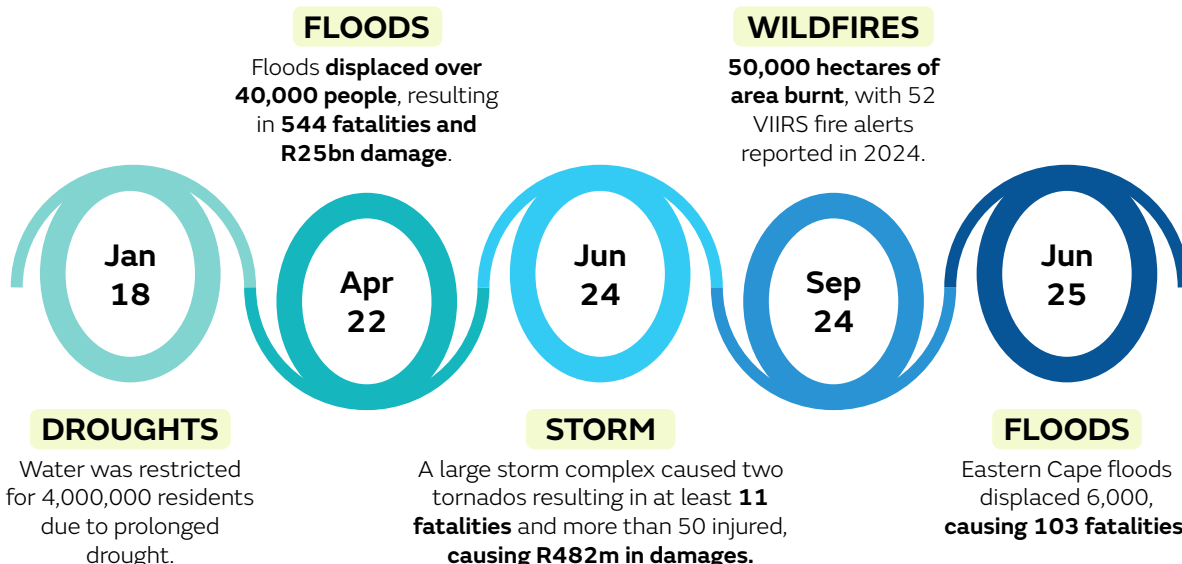 FLOODS
Floods displaced over
40,000 people, resulting
in 544 fatalities and
R25bn damage.
WILDFIRES
50,000 hectares of
area burnt, with 52
VIIRS fire alerts
reported in 2024.
Jan
18
Apr
22
Jun
24
Sep
24
Jun
25
DROUGHTS
Water was restricted
for 4,000,000 residents
due to prolonged
drought.
STORM
A large storm complex caused two
tornados resulting in at least 11
fatalities and more than 50 injured,
causing R482m in damages.
FLOODS
Eastern Cape floods
displaced 6,000,
causing 103 fatalities